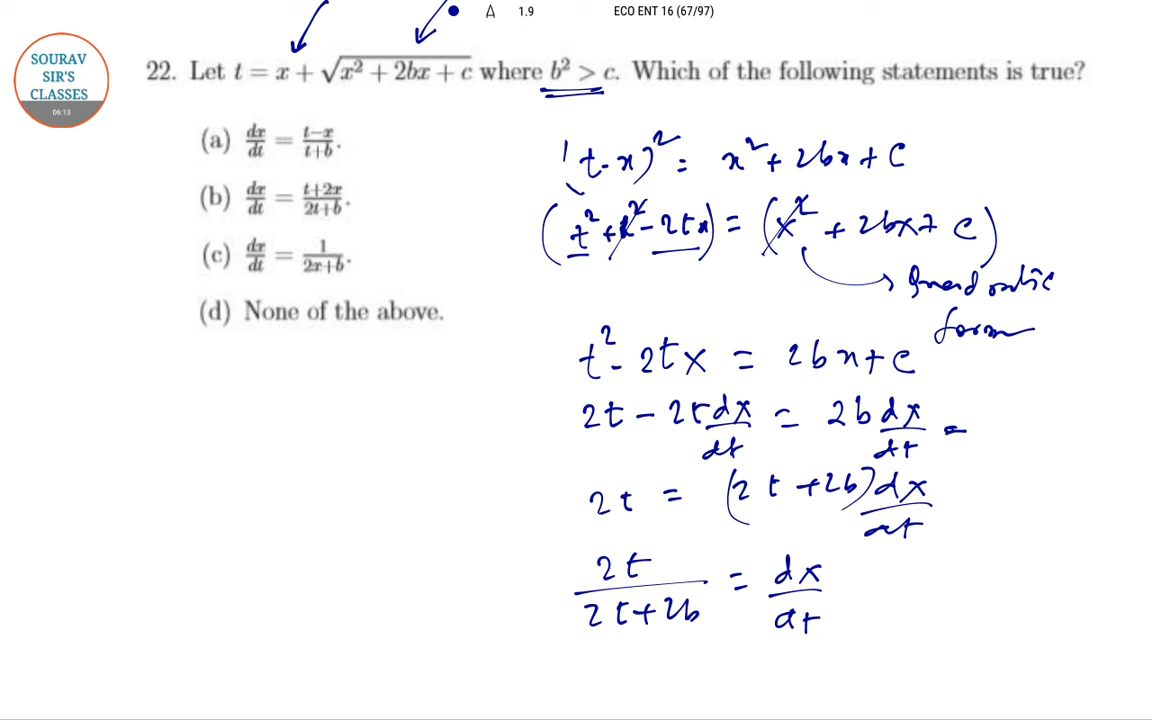 1.9 ECO ENT 16 (67/97)
SOURAV
SIR'S
CLASSES
06:13
22. Let t = x + √x² + 2bx + c where b² > c. Which of the following statements is true?
(a) dx/dt = t−x/t+b.
(b) dx/dt = t+2x/2t+b.
(c) dx/dt = 1/2x+b.
(d) None of the above.
(t-x)² = x² + 2bx + c
(t² + x² - 2tx) = (x² + 2bx + c)
quadratic
form
t² - 2tx = 2bx + c
2t - 2t dx/dt = 2b dx/dt =
2t = (2t + 2b) dx/dt
2t/2t+2b = dx/dt